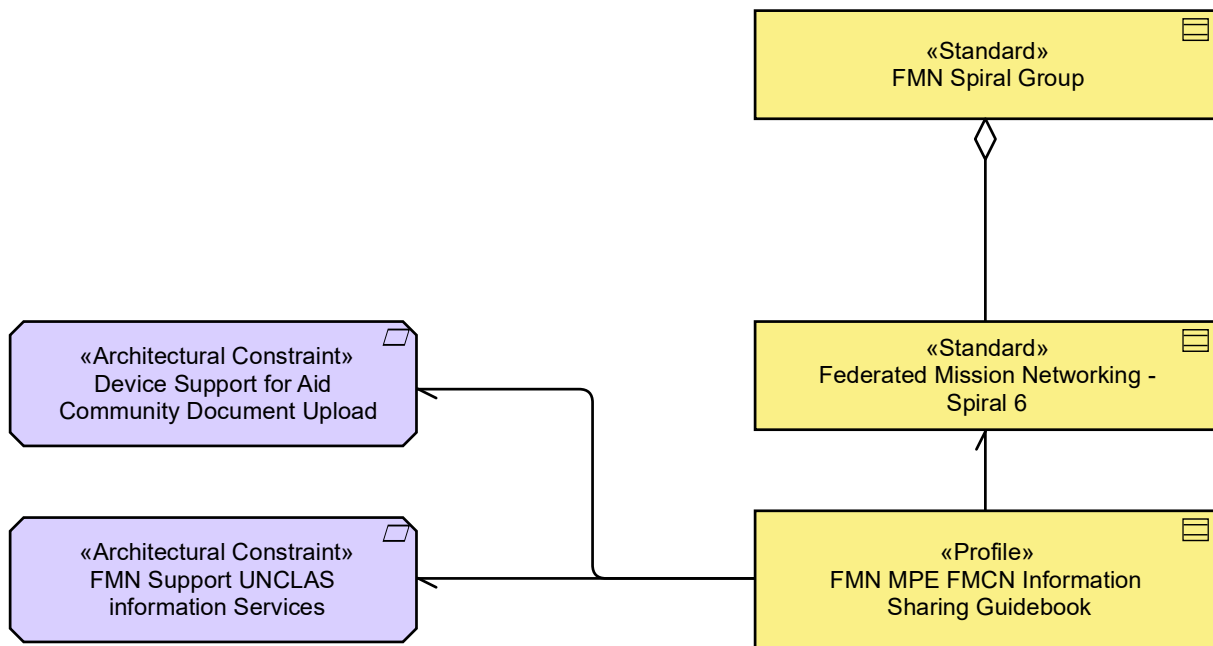 «Standard»
FMN Spiral Group
«Architectural Constraint»
Device Support for Aid
Community Document Upload
«Standard»
Federated Mission Networking -
Spiral 6
«Architectural Constraint»
FMN Support UNCLAS
information Services
«Profile»
FMN MPE FMCN Information
Sharing Guidebook